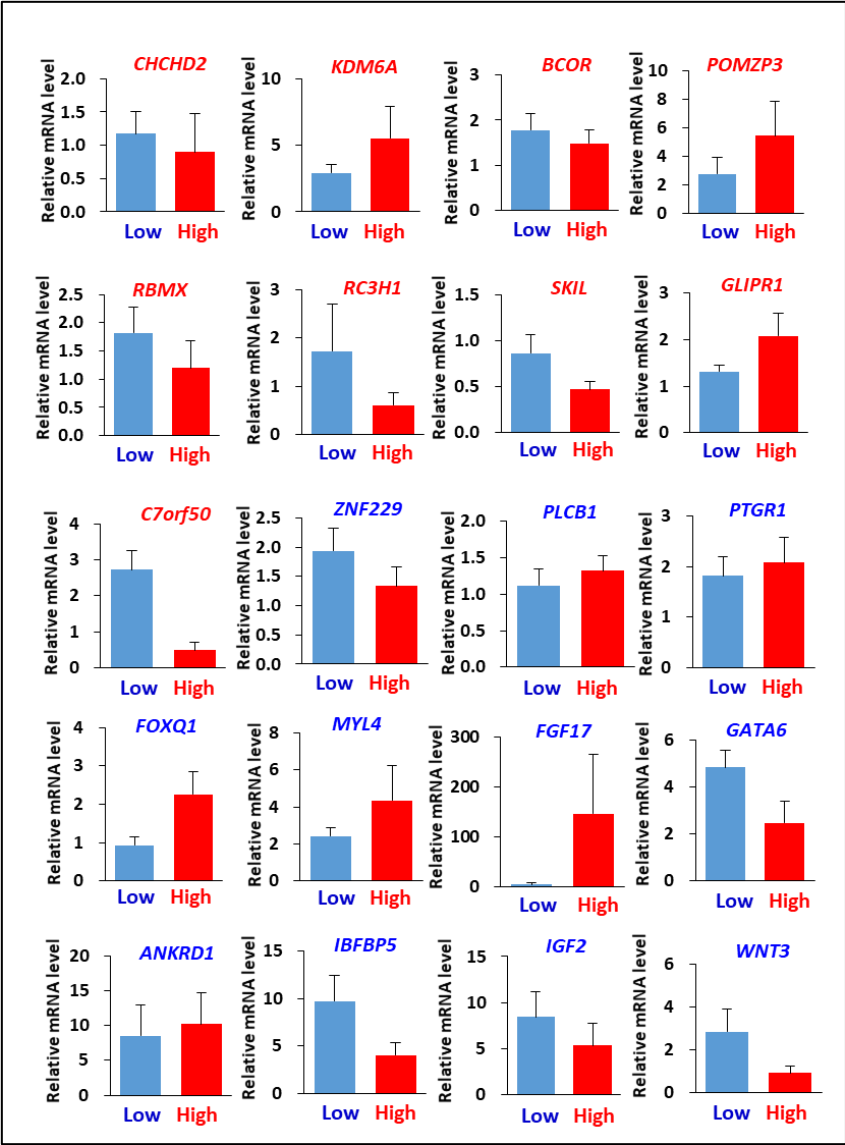 CHCHD2
Relative mRNA level
2.0
1.5
1.0
0.5
0.0
Low High
KDM6A
Relative mRNA level
10
5
0
Low High
BCOR
Relative mRNA level
3
2
1
0
Low High
POMZP3
Relative mRNA level
10
8
6
4
2
0
Low High
RBMX
Relative mRNA level
2.5
2.0
1.5
1.0
0.5
0.0
Low High
RC3H1
Relative mRNA level
3
2
1
0
Low High
SKIL
Relative mRNA level
1.5
1.0
0.5
0.0
Low High
GLIPR1
Relative mRNA level
3
2
1
0
Low High
C7orf50
Relative mRNA level
4
3
2
1
0
Low High
ZNF229
Relative mRNA level
2.5
2.0
1.5
1.0
0.5
0.0
Low High
PLCB1
Relative mRNA level
2.0
1.5
1.0
0.5
0.0
Low High
PTGR1
Relative mRNA level
3
2
1
0
Low High
FOXQ1
Relative mRNA level
4
3
2
1
0
Low High
MYL4
Relative mRNA level
8
6
4
2
0
Low High
FGF17
Relative mRNA level
300
200
100
0
Low High
GATA6
Relative mRNA level
6
4
2
0
Low High
ANKRD1
Relative mRNA level
20
15
10
5
0
Low High
IBFBP5
Relative mRNA level
15
10
5
0
Low High
IGF2
Relative mRNA level
15
10
5
0
Low High
WNT3
Relative mRNA level
6
4
2
0
Low High